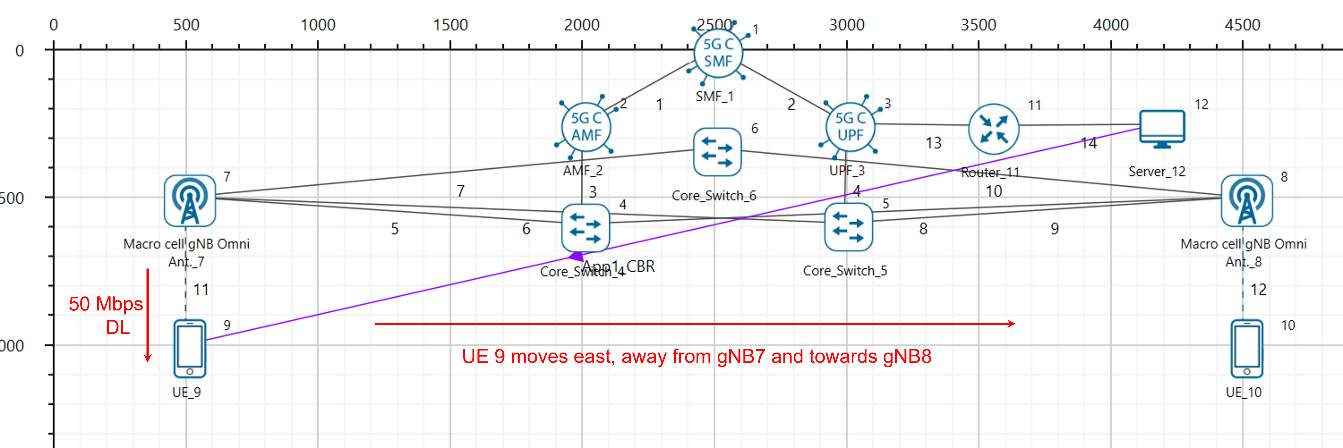 0 500 1000 2000 2500 3000 3500 4000 4500
0
1
5G C
SMF
SMF_1
2
1
2
3
5G C
AMF
AMF_2
5G C
UPF
UPF_3
6
Core_Switch_6
13
11
Router_11
14
12
Server_12
7
Macro cell gNB Omni
Ant._7
8
Macro cell gNB Omni
Ant._8
500
7
5
6
3
4
Core_Switch_4
App1_CBR
4
5
Core_Switch_5
10
8
9
50 Mbps
DL
11
12
000
9
UE_9
UE 9 moves east, away from gNB7 and towards gNB8
10
UE_10